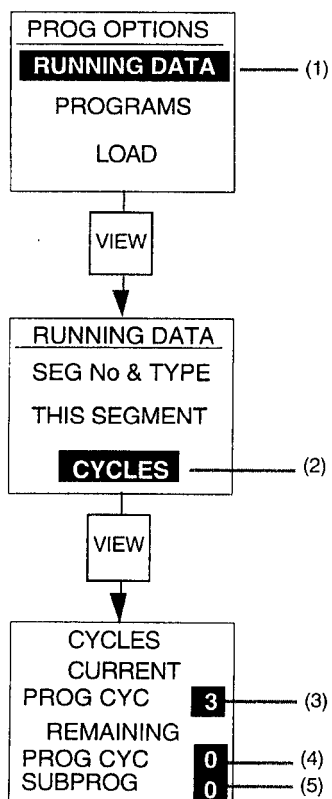 PROG OPTIONS
RUNNING DATA (1)
PROGRAMS
LOAD
VIEW
RUNNING DATA
SEG No & TYPE
THIS SEGMENT
CYCLES (2)
VIEW
CYCLES
CURRENT
PROG CYC 3 (3)
REMAINING
PROG CYC 0 (4)
SUBPROG 0 (5)